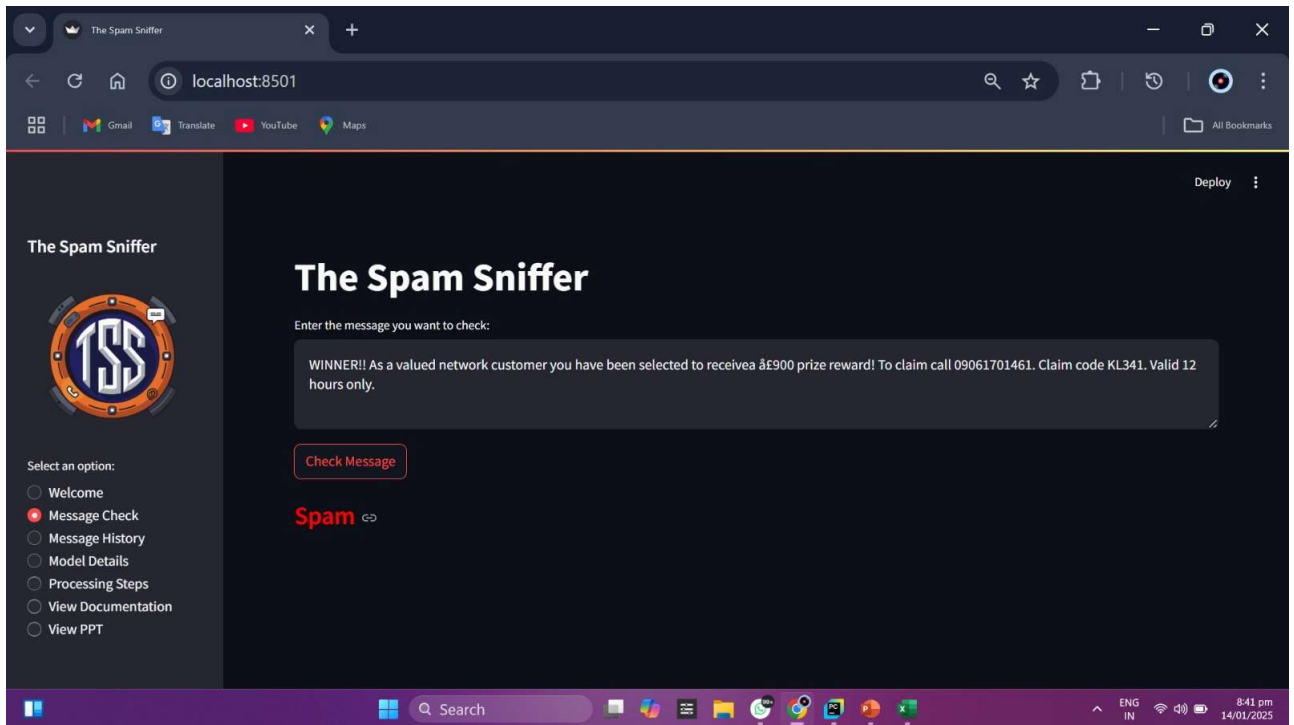 The Spam Sniffer
localhost:8501
Gmail
Translate
YouTube
Maps
All Bookmarks
Deploy
The Spam Sniffer
TSS
Select an option:
Welcome
Message Check
Message History
Model Details
Processing Steps
View Documentation
View PPT
The Spam Sniffer
Enter the message you want to check:
WINNER!! As a valued network customer you have been selected to receivea å£900 prize reward! To claim call 09061701461. Claim code KL341. Valid 12
hours only.
Check Message
Spam
Search
99+
PC
P
X
ENG
IN
8:41 pm
14/01/2025